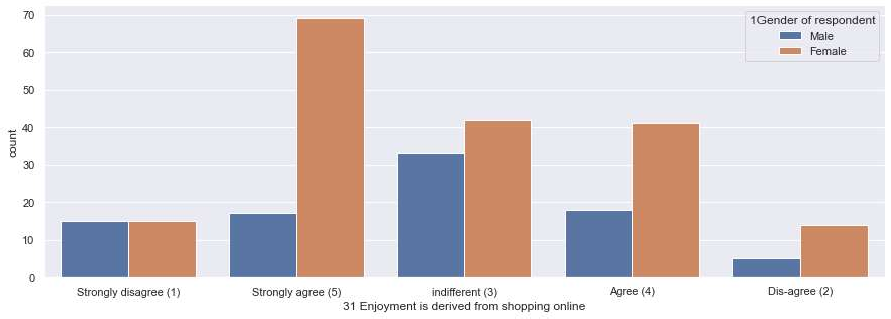 70
60
50
40
30
20
10
0
count
1Gender of respondent
Male
Female
Strongly disagree (1)
Strongly agree (5)
indifferent (3)
Agree (4)
Dis-agree (2)
31 Enjoyment is derived from shopping online